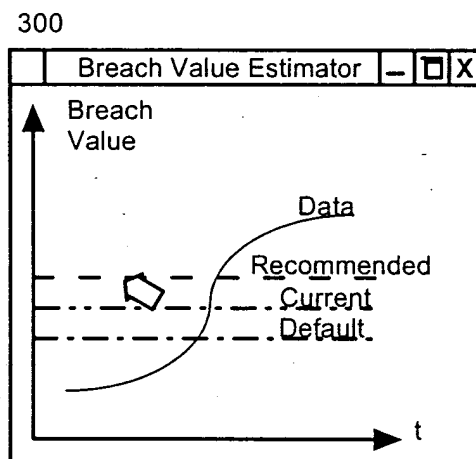 300
Breach Value Estimator – X
Breach
Value
Data
Recommended
Current
Default
t